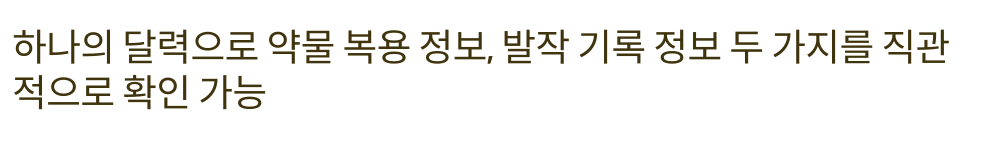 하나의 달력으로 약물 복용 정보, 발작 기록 정보 두 가지를 직관
적으로 확인 가능